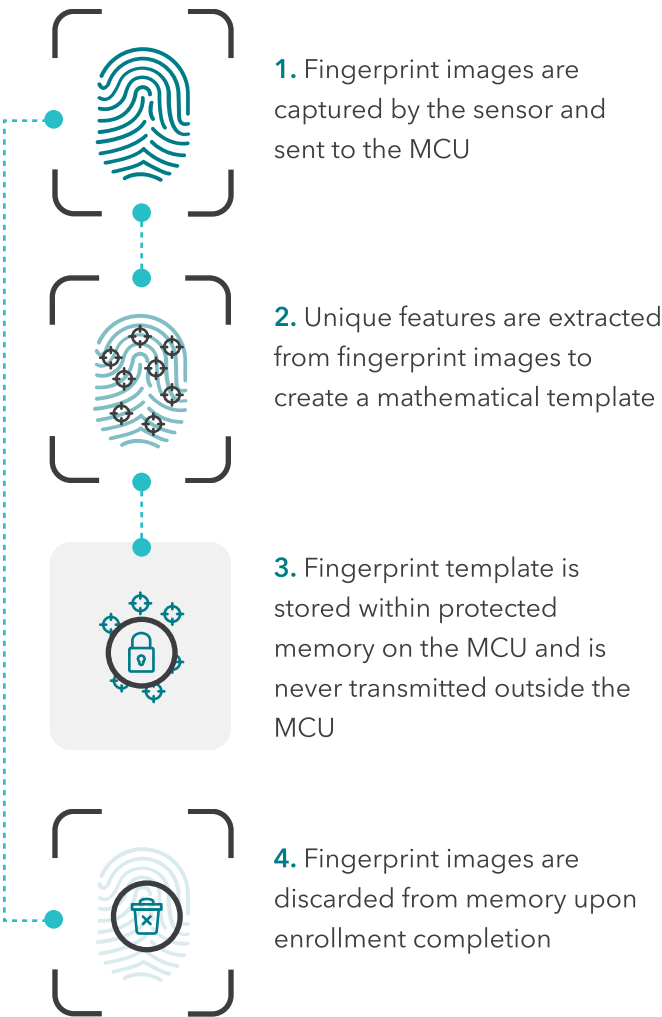 1. Fingerprint images are
captured by the sensor and
sent to the MCU
2. Unique features are extracted
from fingerprint images to
create a mathematical template
3. Fingerprint template is
stored within protected
memory on the MCU and is
never transmitted outside the
MCU
4. Fingerprint images are
discarded from memory upon
enrollment completion